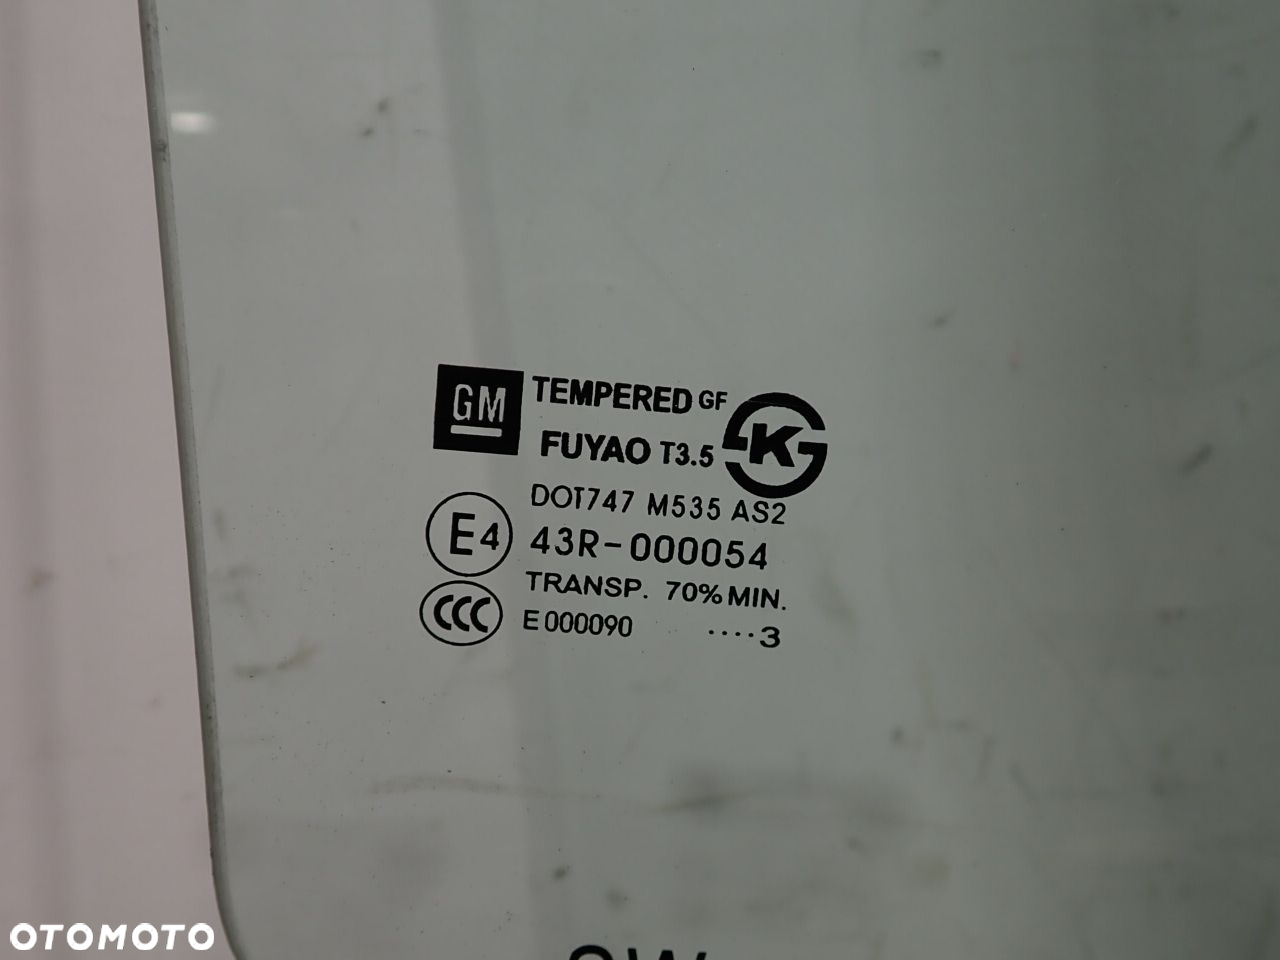 GM TEMPERED GF
FUYAO T3.5
K
DOT747 M535 AS2
E4 43R-000054
TRANSP. 70% MIN.
CCC E000090 ....3
OTOMOTO